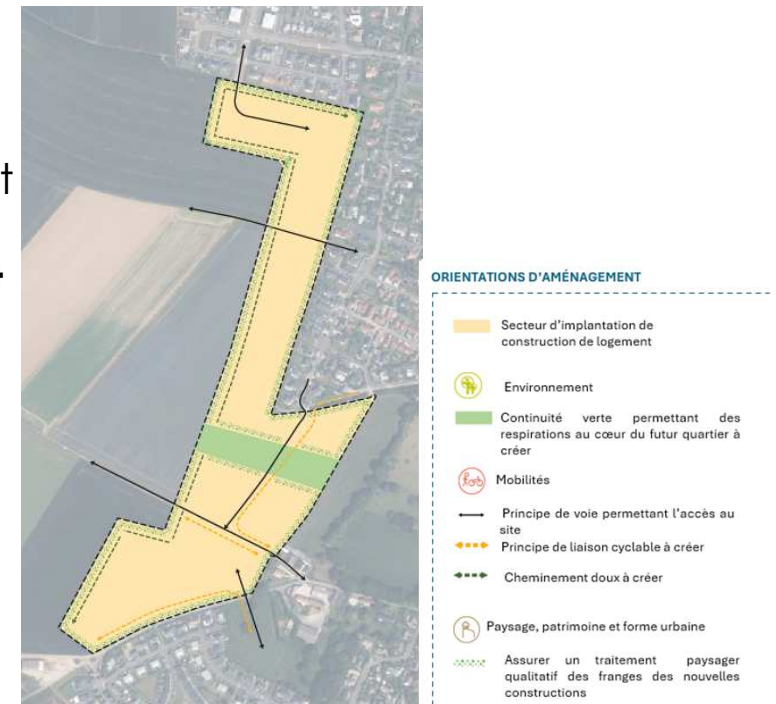 t
.
ORIENTATIONS D'AMÉNAGEMENT
Secteur d'implantation de
construction de logement
Environnement
Continuité verte permettant des
respirations au cœur du futur quartier à
créer
Mobilités
Principe de voie permettant l'accès au
site
Principe de liaison cyclable à créer
Cheminement doux à créer
Paysage, patrimoine et forme urbaine
Assurer un traitement paysager
qualitatif des franges des nouvelles
constructions